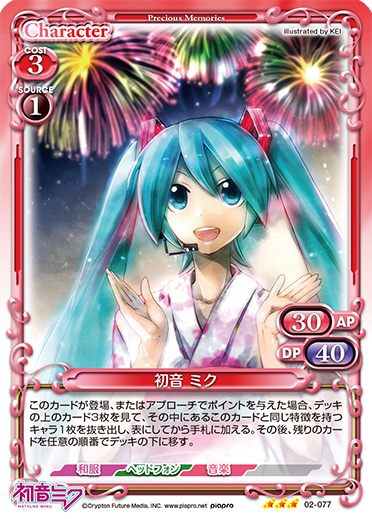 Precious Memories
Character
illustrated by KEI
COST
3
SOURCE
1
30 AP
DP 40
初音 ミク
このカードが登場、またはアプローチでポイントを与えた場合、デッキ
の上のカード3枚を見て、その中にあるこのカードと同じ特徴を持つ
キャラ1枚を抜き出し、表にしてから手札に加える。その後、残りのカー
ドを任意の順番でデッキの下に移す。
和服 ヘッドフォン 音楽
初音ミク
HATSUNE MIKU
©Crypton Future Media, INC. www.piapro.net piapro
02-077